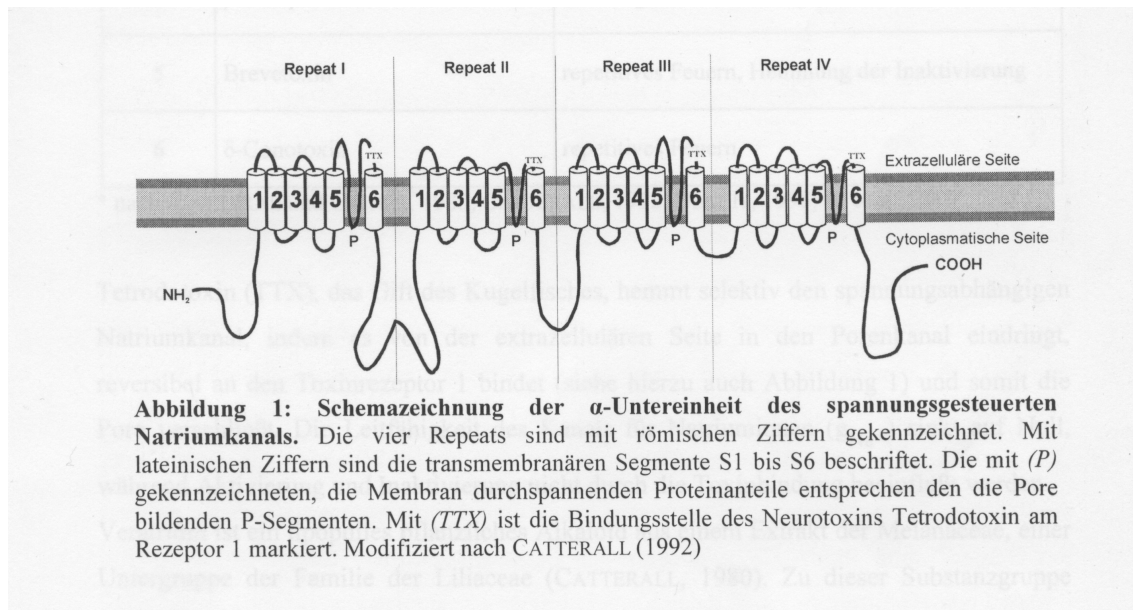 5 Breve repetitives Feuern, Hemmung der Inaktivierung
Repeat I Repeat II Repeat III Repeat IV
6 δ-Conotoxin repetitives Feuern
TTX TTX TTX TTX
Extrazelluläre Seite
1 2 3 4 5 6 1 2 3 4 5 6 1 2 3 4 5 6 1 2 3 4 5 6
P P P P
Cytoplasmatische Seite
COOH
NH2
Tetrodotoxin (TTX), das Gift des Kugelfisches, hemmt selektiv den spannungsabhängigen
Natriumkanal, indem es von der extrazellulären Seite in den Porenkanal eindringt,
reversibel an den Toxinrezeptor 1 bindet (siehe hierzu auch Abbildung 1) und somit die
Abbildung 1: Schemazeichnung der α-Untereinheit des spannungsgesteuerten
Natriumkanals. Die vier Repeats sind mit römischen Ziffern gekennzeichnet. Mit
lateinischen Ziffern sind die transmembranären Segmente S1 bis S6 beschriftet. Die mit (P)
gekennzeichneten, die Membran durchspannenden Proteinanteile entsprechen den die Pore
bildenden P-Segmenten. Mit (TTX) ist die Bindungsstelle des Neurotoxins Tetrodotoxin am
Rezeptor 1 markiert. Modifiziert nach CATTERALL (1992)
Untergruppe der Familie der Liliaceae (CATTERALL, 1980). Zu dieser Substanzgruppe